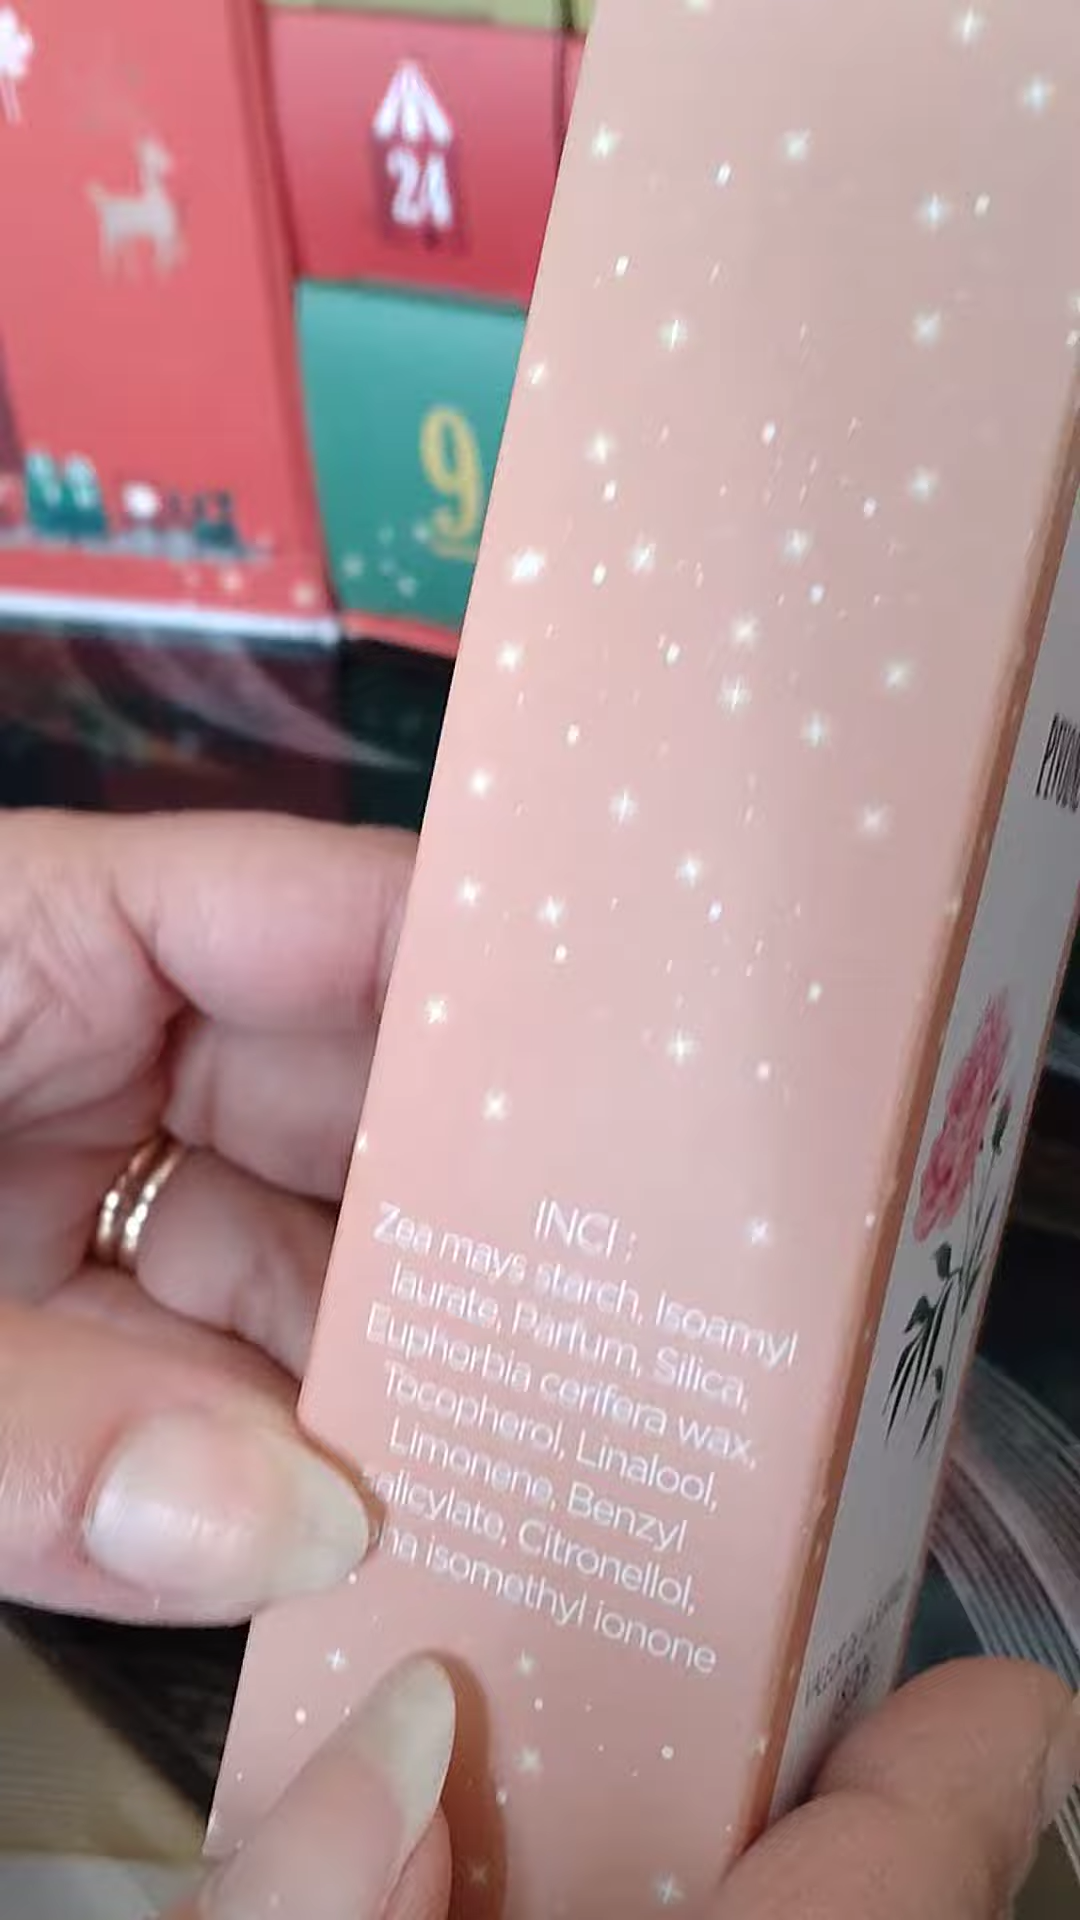 24
9
INCI :
Zea mays starch, Isoamyl
laurate, Parfum, Silica,
Euphorbia cerifera wax,
Tocopherol, Linalool,
Limonene, Benzyl
alicylate, Citronellol,
ha isomethyl ionone